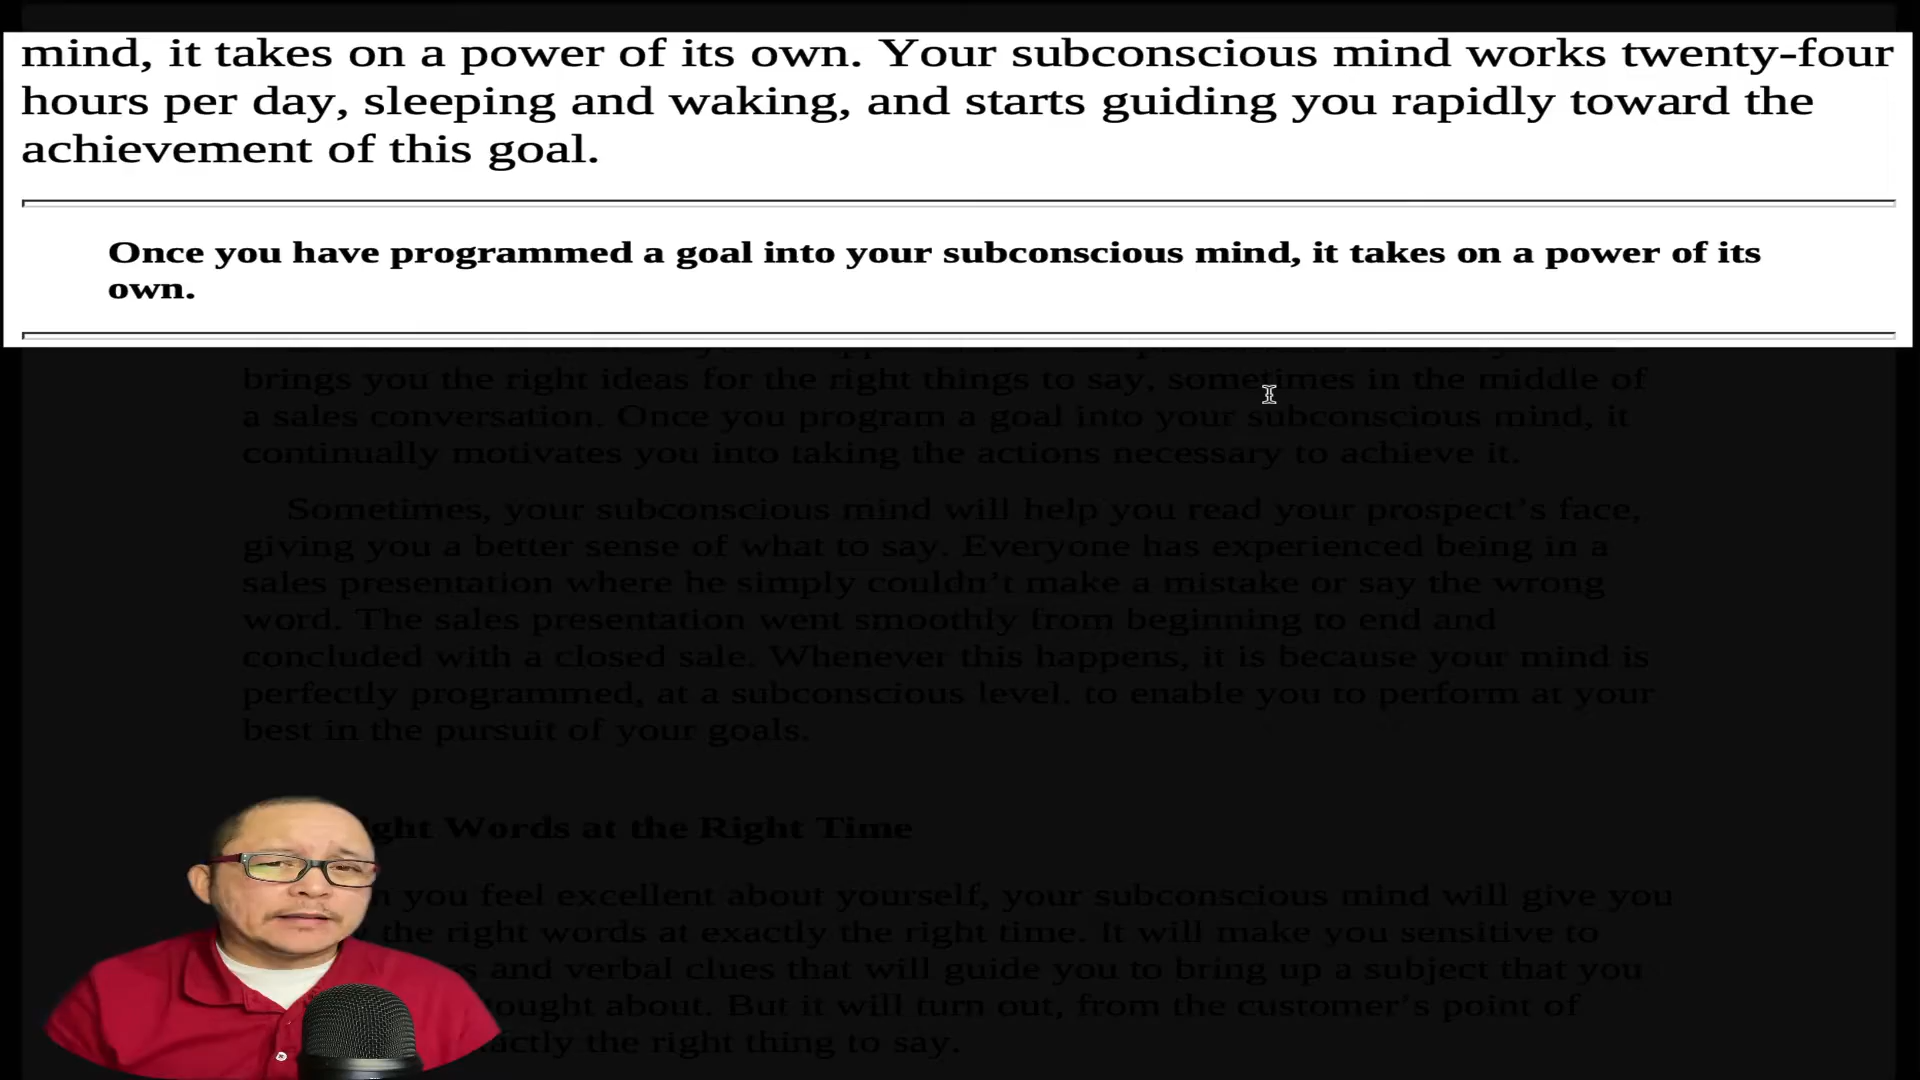 mind, it takes on a power of its own. Your subconscious mind works twenty-four
hours per day, sleeping and waking, and starts guiding you rapidly toward the
achievement of this goal.
Once you have programmed a goal into your subconscious mind, it takes on a power of its
own.
brings you the right ideas for the right things to say, sometimes in the middle of
a sales conversation. Once you program a goal into your subconscious mind, it
continually motivates you into taking the actions necessary to achieve it.
Sometimes, your subconscious mind will help you read your prospect's face,
giving you a better sense of what to say. Everyone has experienced being in a
sales presentation where he simply couldn't make a mistake or say the wrong
word. The sales presentation went smoothly from beginning to end and
concluded with a closed sale. Whenever this happens, it is because your mind is
perfectly programmed, at a subconscious level. to enable you to perform at your
best in the pursuit of your goals.
Words at the Right Time
you feel excellent about yourself, your subconscious mind will give you
the right words at exactly the right time. It will make you sensitive to
and verbal clues that will guide you to bring up a subject that you
about. But it will turn out, from the customer's point of
the right thing to say.